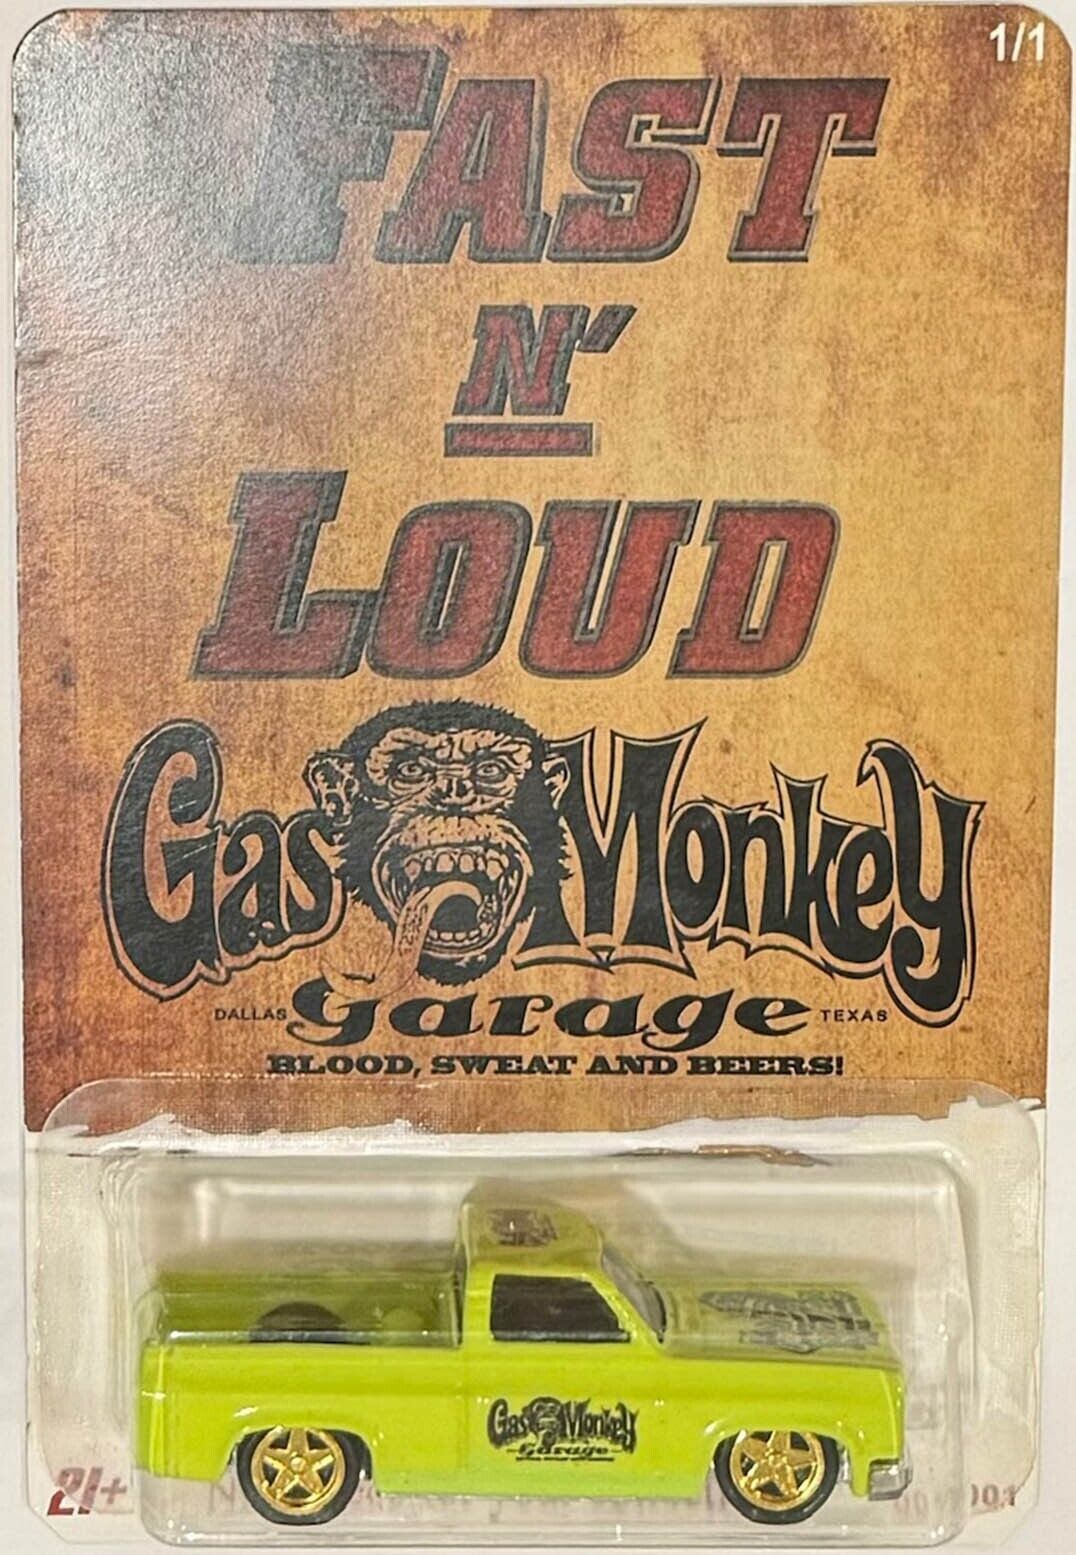 1/1
FAST
N'
LOUD
Gas Monkey
DALLAS Garage TEXAS
BLOOD, SWEAT AND BEERS!
Gas Monkey
Garage
21+